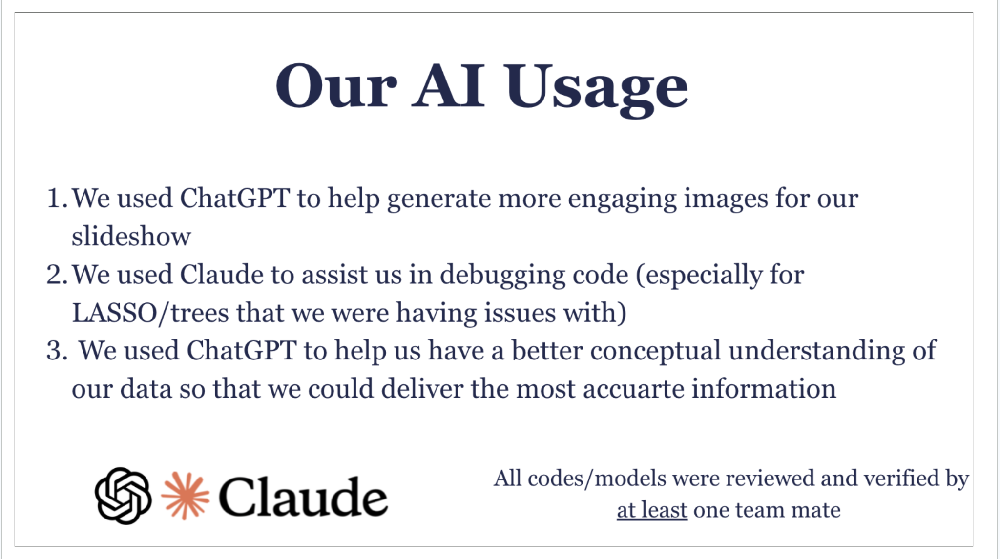 Our AI Usage
1. We used ChatGPT to help generate more engaging images for our
slideshow
2. We used Claude to assist us in debugging code (especially for
LASSO/trees that we were having issues with)
3. We used ChatGPT to help us have a better conceptual understanding of
our data so that we could deliver the most accuarte information
Claude
All codes/models were reviewed and verified by
at least one team mate